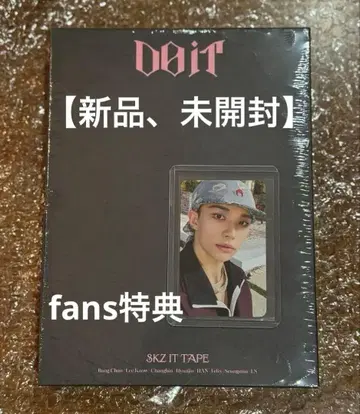 DO IT
【新品、未開封】
fans特典
SKZ IT TAPE
Bang Chan Lee Know Changbin Hyunjin HAN Felix Seungmin I.N